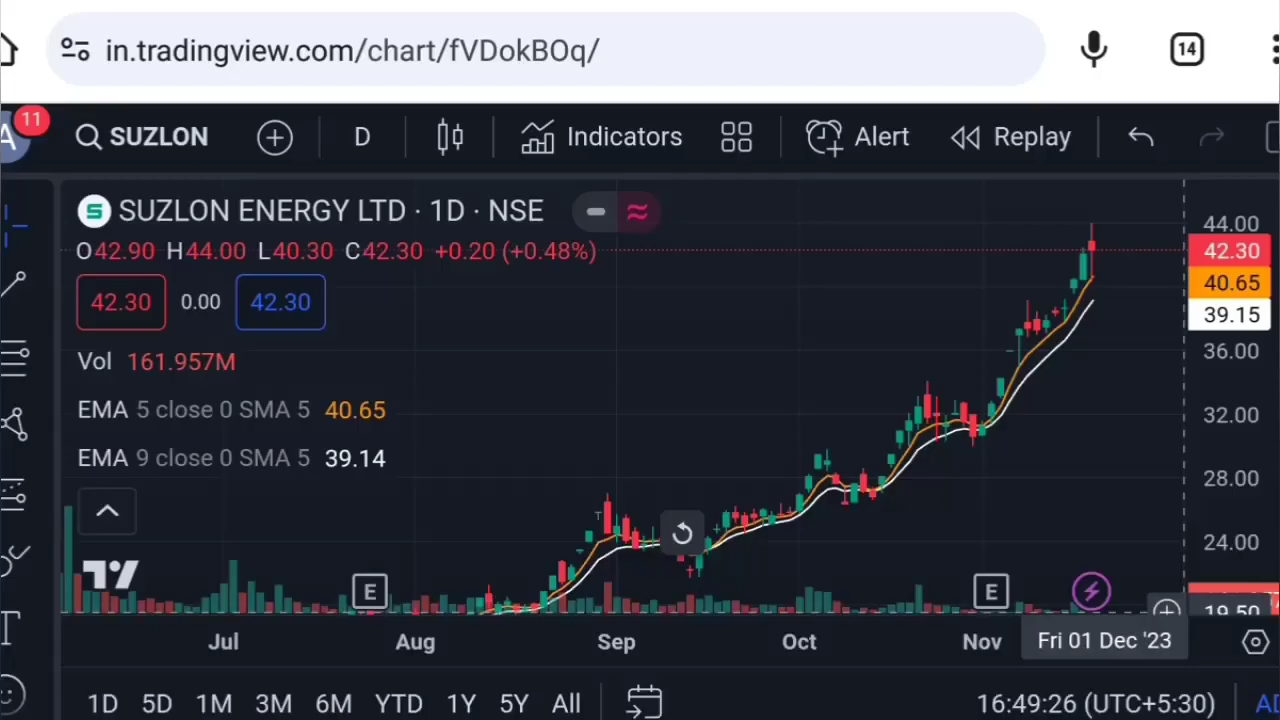 in.tradingview.com/chart/fVDokBOq/
14
11
A
SUZLON
D
Indicators
Alert
Replay
SUZLON ENERGY LTD · 1D · NSE
O42.90 H44.00 L40.30 C42.30 +0.20 (+0.48%)
42.30 0.00 42.30
Vol 161.957M
EMA 5 close 0 SMA 5 40.65
EMA 9 close 0 SMA 5 39.14
44.00
42.30
40.65
39.15
36.00
32.00
28.00
24.00
19.50
E
E
Jul Aug Sep Oct Nov Fri 01 Dec '23
1D 5D 1M 3M 6M YTD 1Y 5Y All
16:49:26 (UTC+5:30)